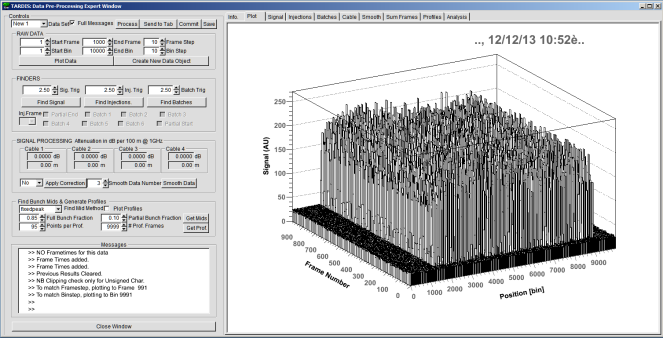 TARDIS: Data Pre-Processing Expert Window
Controls
New 1 Data Set Full Messages Process Send to Tab Commit Save
RAW DATA
1 Start Frame 1000 End Frame 10 Frame Step
1 Start Bin 10000 End Bin 10 Bin Step
Plot Data Create New Data Object
FINDERS
2.50 Sig. Trig 2.50 Inj. Trig 2.50 Batch Trig
Find Signal Find Injections. Find Batches
Inj Frame Partial End Batch 1 Batch 2 Batch 3
Batch 4 Batch 5 Batch 6 Partial Start
SIGNAL PROCESSING Attenuation in dB per 100 m @ 1GHz.
Cable 1 Cable 2 Cable 3 Cable 4
0.0000 dB 0.0000 dB 0.0000 dB 0.0000 dB
0.00 m 0.00 m 0.00 m 0.00 m
No Apply Correction 3 Smooth Data Number Smooth Data
Find Bunch Mids & Generate Profiles
fixedpeak Find Mid Method Plot Profiles
0.85 Full Bunch Fraction 0.10 Partial Bunch Fraction Get Mids
95 Points per Prof. 9999 # Prof. Frames Get Prof.
Messages
>> NO Frametimes for this data
>> Frame Times added.
>> Frame Times added.
>> Previous Results Cleared.
>> NB Clipping check only for Unsigned Char.
>> To match Framestep, plotting to Frame 991
>> To match Binstep, plotting to Bin 9991
>>
>>
Close Window
Info. Plot Signal Injections Batches Cable Smooth Sum Frames Profiles Analysis
.., 12/12/13 10:52è..
Signal (AU)
250
200
150
100
50
0
900 800 700 600 500 400 300 200 100 0
Frame Number
0 1000 2000 3000 4000 5000 6000 7000 8000 9000
Position [bin]